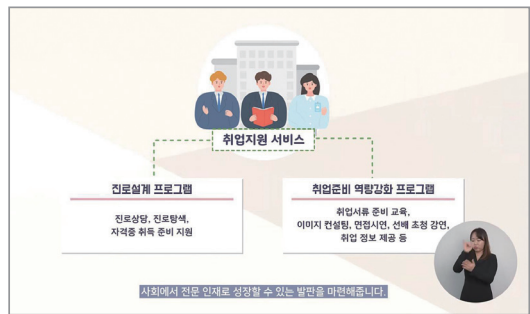 취업지원 서비스
진로설계 프로그램
진로상담, 진로탐색,
자격증 취득 준비 지원
취업준비 역량강화 프로그램
취업서류 준비 교육,
이미지 컨설팅, 면접시연, 선배 초청 강연,
취업 정보 제공 등
사회에서 전문 인재로 성장할 수 있는 발판을 마련해줍니다.